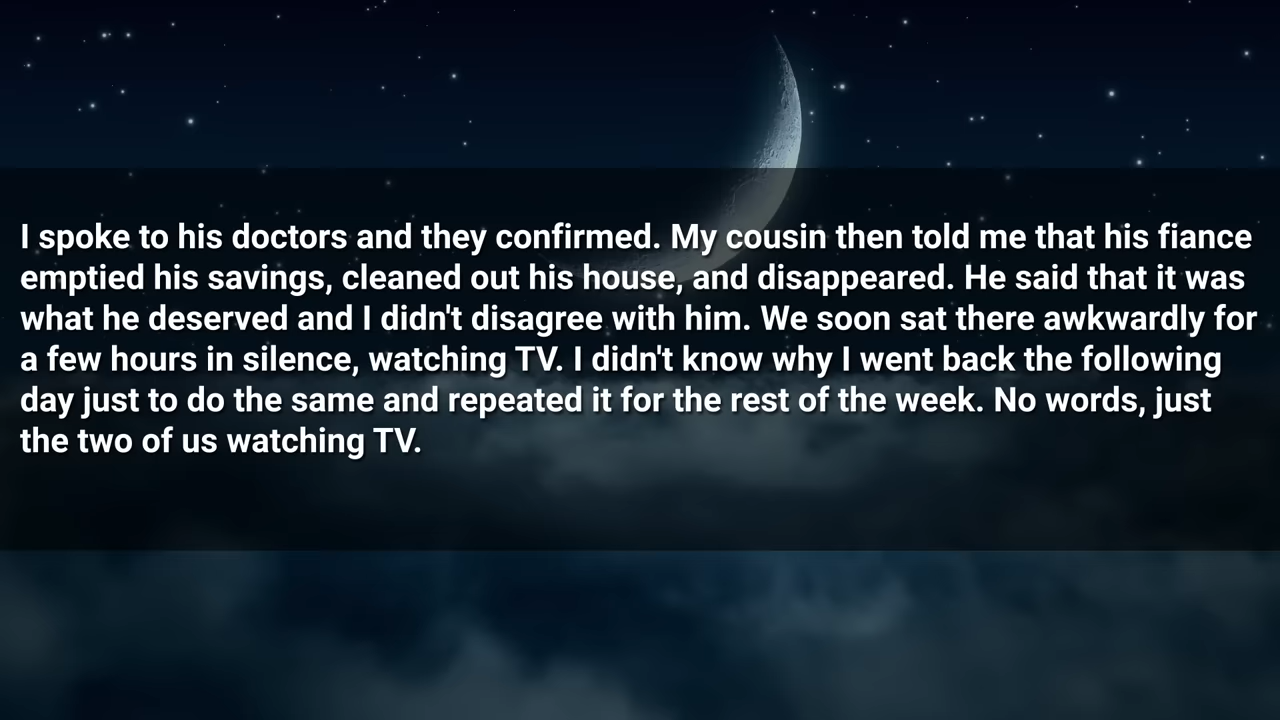 I spoke to his doctors and they confirmed. My cousin then told me that his fiance
emptied his savings, cleaned out his house, and disappeared. He said that it was
what he deserved and I didn't disagree with him. We soon sat there awkwardly for
a few hours in silence, watching TV. I didn't know why I went back the following
day just to do the same and repeated it for the rest of the week. No words, just
the two of us watching TV.